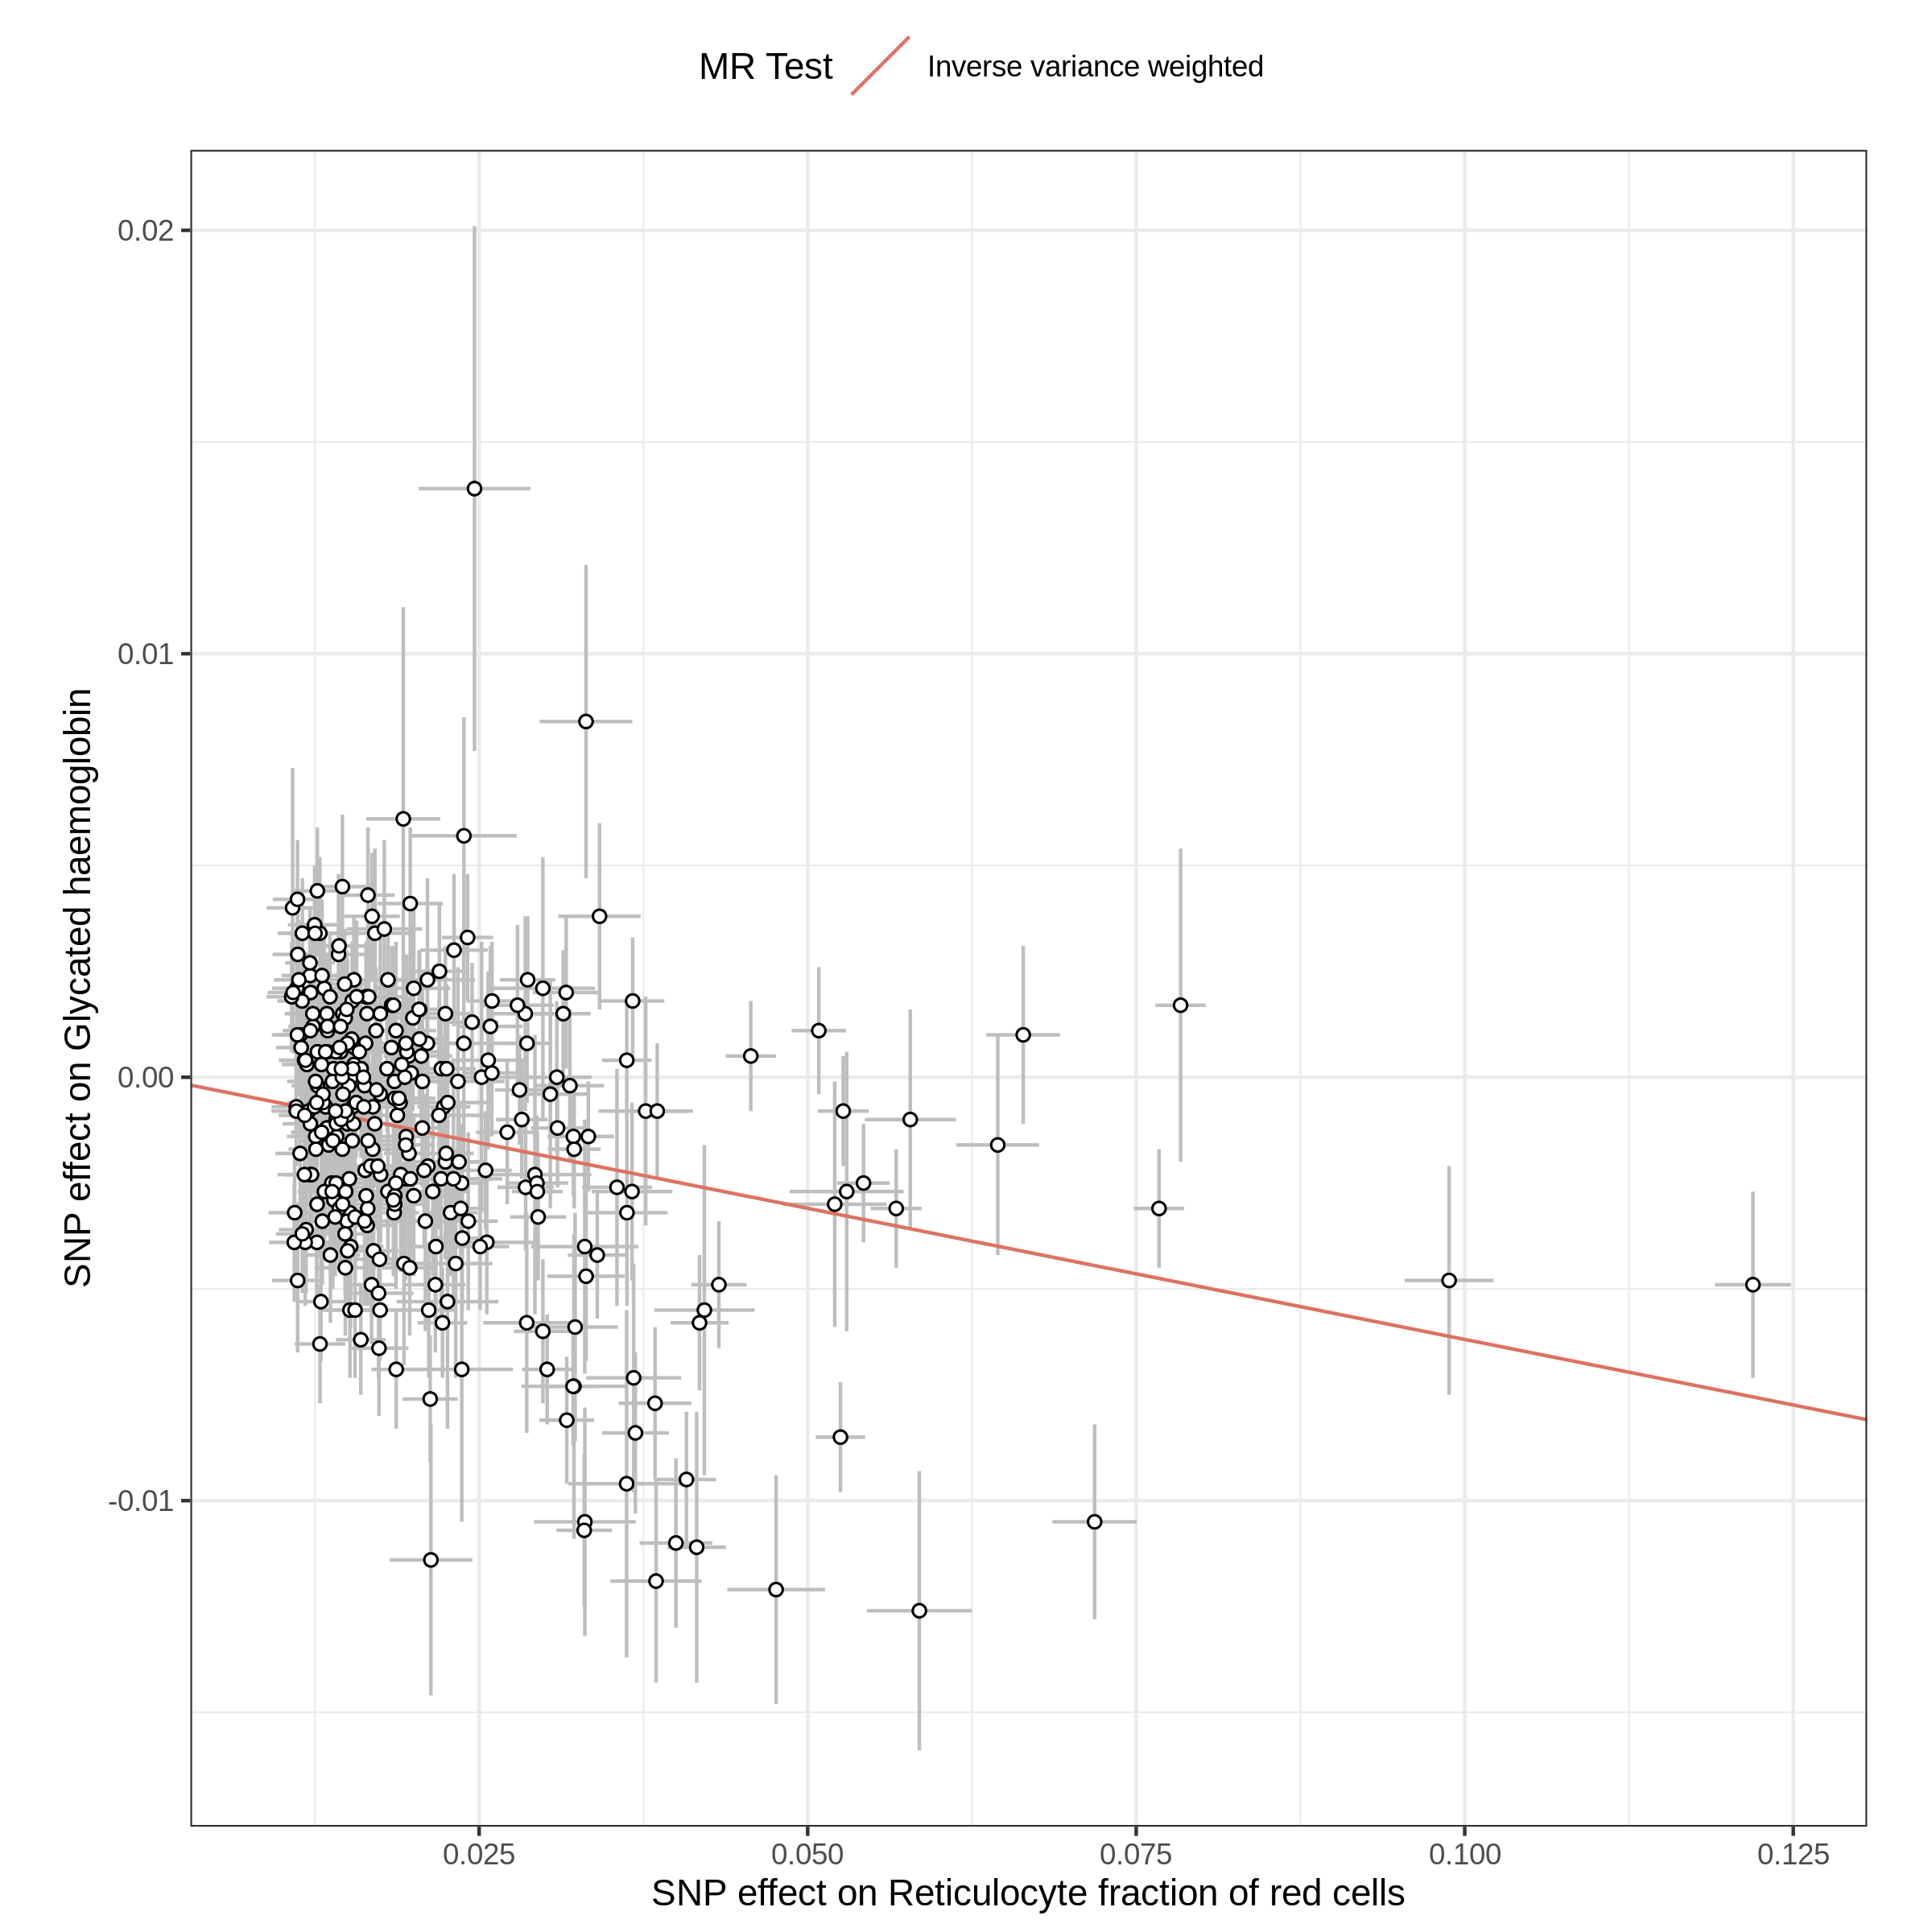 MR Test
Inverse variance weighted
0.02
0.01
0.00
-0.01
SNP effect on Glycated haemoglobin
0.025 0.050 0.075 0.100 0.125
SNP effect on Reticulocyte fraction of red cells